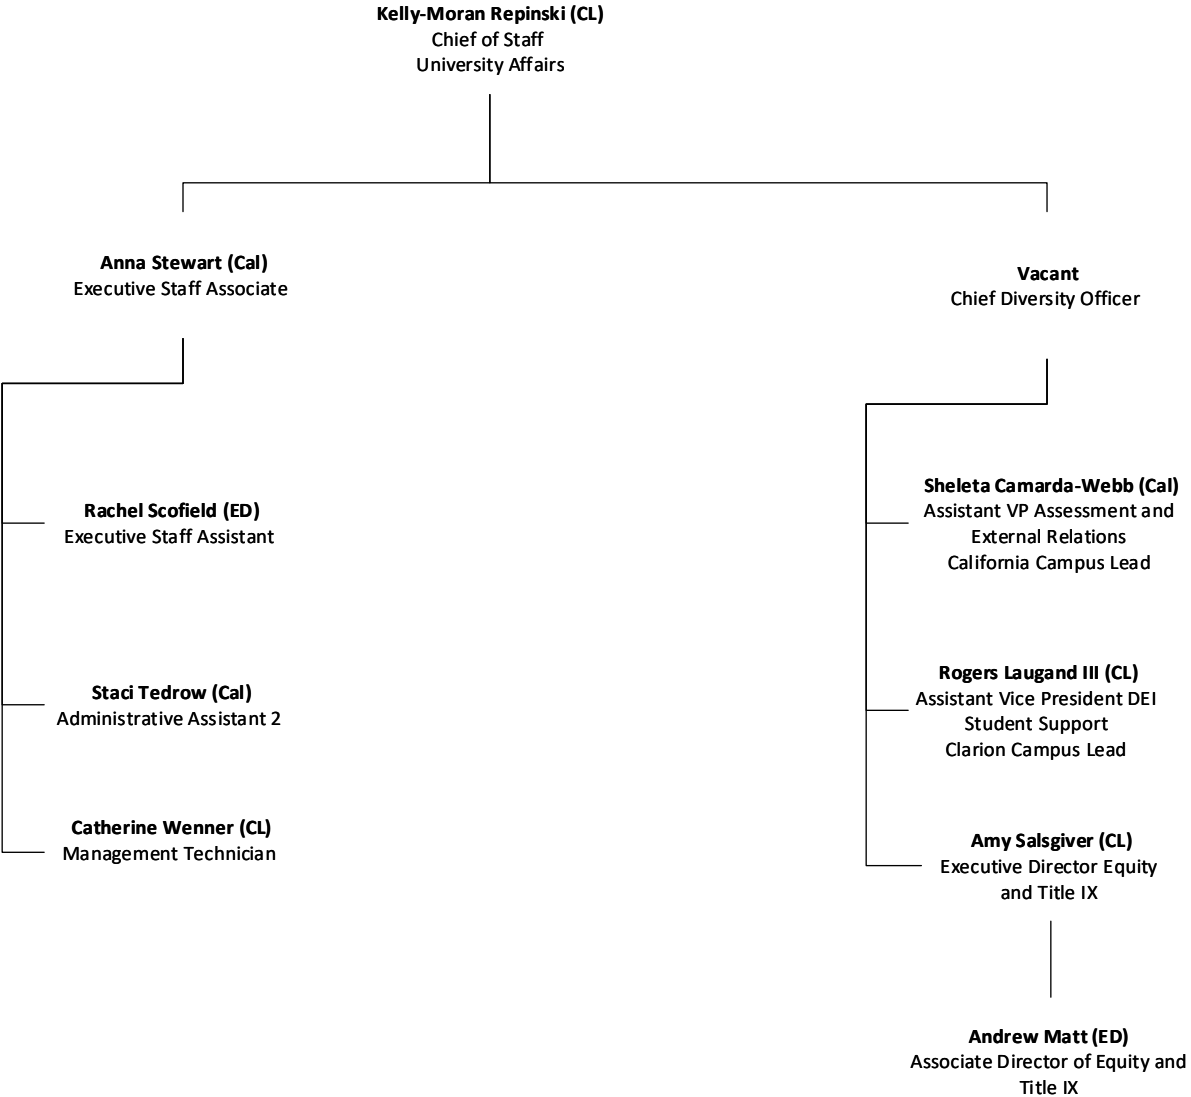 Kelly-Moran Repinski (CL)
Chief of Staff
University Affairs
Anna Stewart (Cal)
Executive Staff Associate
Vacant
Chief Diversity Officer
Rachel Scofield (ED)
Executive Staff Assistant
Staci Tedrow (Cal)
Administrative Assistant 2
Catherine Wenner (CL)
Management Technician
Sheleta Camarda-Webb (Cal)
Assistant VP Assessment and
External Relations
California Campus Lead
Rogers Laugand III (CL)
Assistant Vice President DEI
Student Support
Clarion Campus Lead
Amy Salsgiver (CL)
Executive Director Equity
and Title IX
Andrew Matt (ED)
Associate Director of Equity and
Title IX